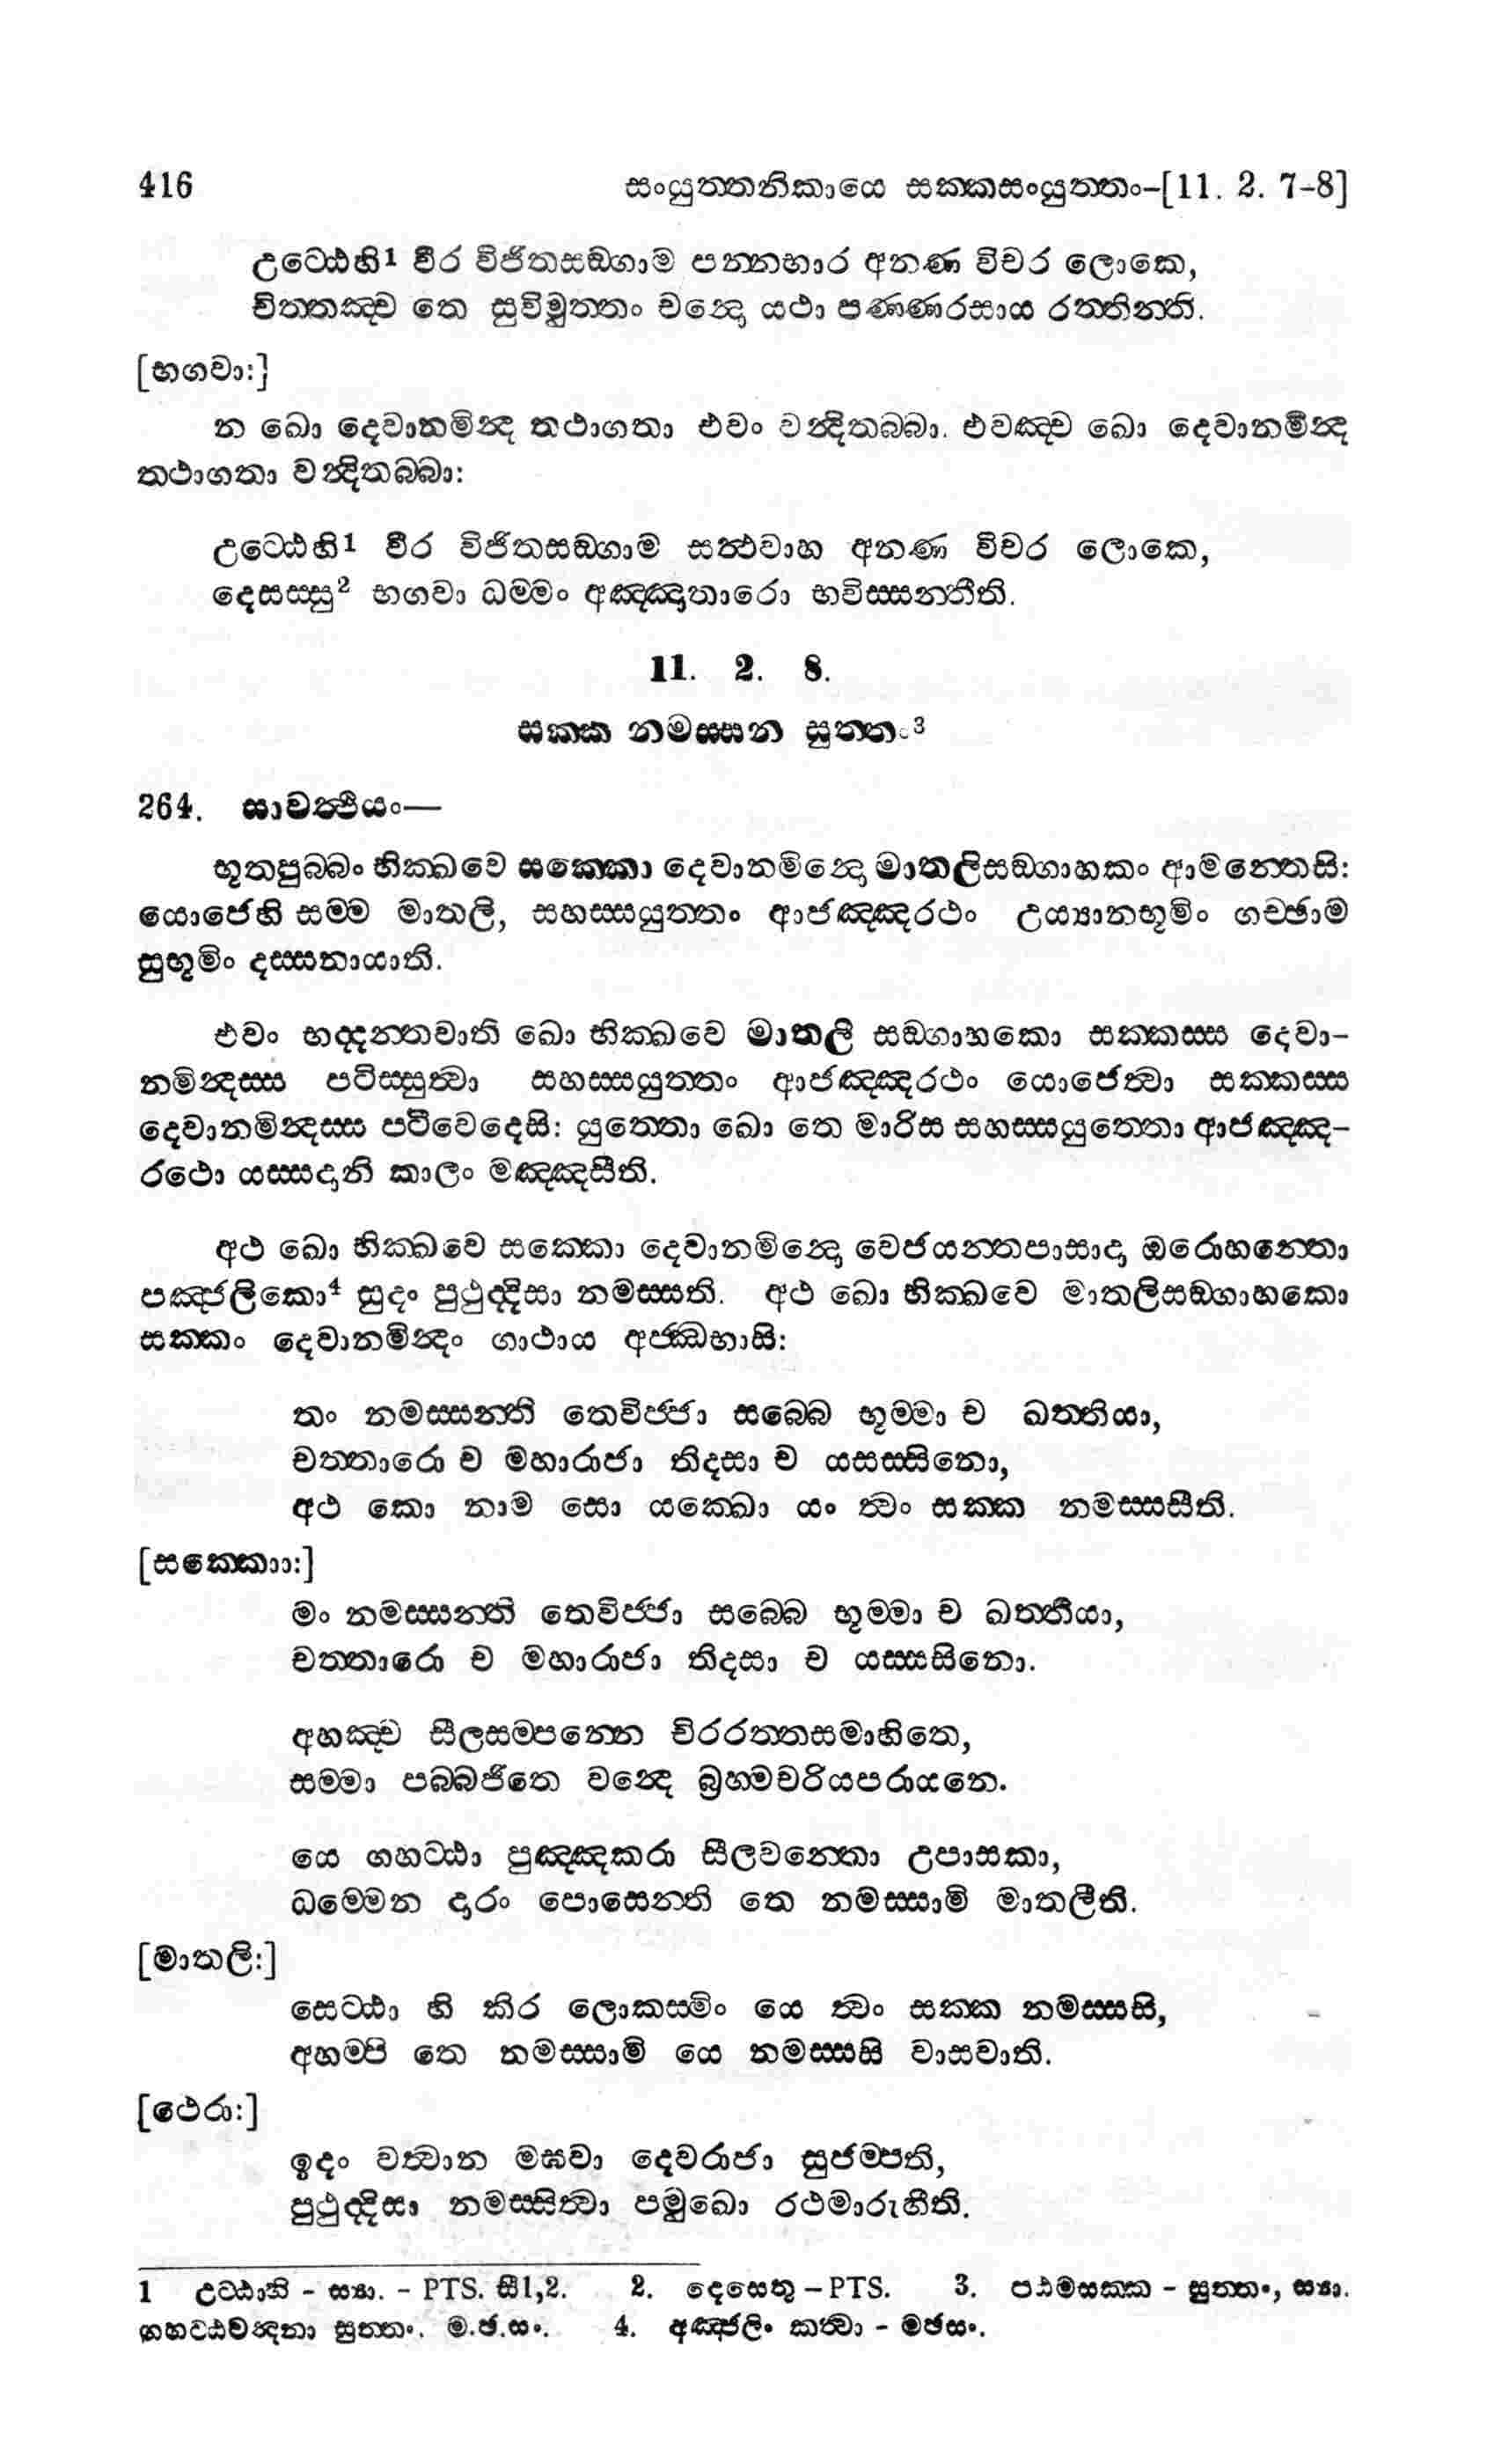 416 සංයුත්තනිකායෙ සක්කසංයුත්තං-[11. 2. 7-8]
උට්ඨෙහි1 වීර විජිතසඞ්ගාම පන්නභාර අනණ විචර ලොකෙ,
චිත්තඤ්ච තෙ සුවිමුත්තං චන්දො යථා පණ්ණරසාය රත්තින්ති.
[භගවා:]
න ඛො දෙවානමින්ද තථාගතා එවං වන්දිතබ්බා. එවඤ්ච ඛො දෙවානමින්ද
තථාගතා වන්දිතබ්බා:
උට්ඨෙහි1 වීර විජිතසඞ්ගාම සත්ථවාහ අනණ විචර ලොකෙ,
දෙසස්සු2 භගවා ධම්මං අඤ්ඤාතාරො භවිස්සන්තීති.
11. 2. 8.
සක්ක නමස්සන සුත්තං3
264. සාවත්ථියං—
භූතපුබ්බං භික්ඛවෙ සක්කො දෙවානමින්දො මාතලිසඞ්ගාහකං ආමන්තෙසි:
යොජෙහි සම්ම මාතලි, සහස්සයුත්තං ආජඤ්ඤරථං උය්‍යානභූමිං ගච්ඡාම
සුභූමිං දස්සනායාති.
එවං භද්දන්තවාති ඛො භික්ඛවෙ මාතලි සඞ්ගාහකො සක්කස්ස දෙවා-
නමින්දස්ස පටිස්සුත්වා සහස්සයුත්තං ආජඤ්ඤරථං යොජෙත්වා සක්කස්ස
දෙවානමින්දස්ස පටිවෙදෙසි: යුත්තො ඛො තෙ මාරිස සහස්සයුත්තො ආජඤ්ඤ-
රථො යස්සදානි කාලං මඤ්ඤසීති.
අථ ඛො භික්ඛවෙ සක්කො දෙවානමින්දො වෙජයන්තපාසාදා ඔරොහන්තො
පඤ්ජලිකො4 සුදං පුථුද්දිසා නමස්සති. අථ ඛො භික්ඛවෙ මාතලිසඞ්ගාහකො
සක්කං දෙවානමින්දං ගාථාය අජ්ඣභාසි:
තං නමස්සන්ති තෙවිජ්ජා සබ්බෙ භුම්මා ච ඛත්තියා,
චත්තාරො ච මහාරාජා තිදසා ච යසස්සිනො,
අථ කො නාම සො යක්ඛො යං ත්වං සක්ක නමස්සසීති.
[සක්කොා:]
මං නමස්සන්ති තෙවිජ්ජා සබ්බෙ භුම්මා ච ඛත්තියා,
චත්තාරො ච මහාරාජා තිදසා ච යස්සසිනො.
අහඤ්ච සීලසම්පන්නෙ චිරරත්තසමාහිතෙ,
සම්මා පබ්බජිතෙ වන්දෙ බ්‍රහ්මචරියපරායනෙ.
යෙ ගහට්ඨා පුඤ්ඤකරා සීලවන්තො උපාසකා,
ධම්මෙන දාරං පොසෙන්ති තෙ නමස්සාමි මාතලීති.
[මාතලි:]
සෙට්ඨා හි කිර ලොකස්මිං යෙ ත්වං සක්ක නමස්සසි,
අහම්පි තෙ නමස්සාමි යෙ නමස්සසි වාසවාති.
[ථෙරා:]
ඉදං වත්වාන මඝවා දෙවරාජා සුජම්පති,
පුථුද්දිසා නමස්සිත්වා පමුඛො රථමාරුහීති.
1 උට්ඨාහි - ස්‍යා. - PTS. සී1,2. 2. දෙසෙතු – PTS. 3. පඨමසක්ක - සුත්තං, ස්‍යා.
ගහට්ඨවන්දනා සුත්තං. ම.ඡ.සං. 4. අඤ්ජලිං කත්වා - මඡසං.